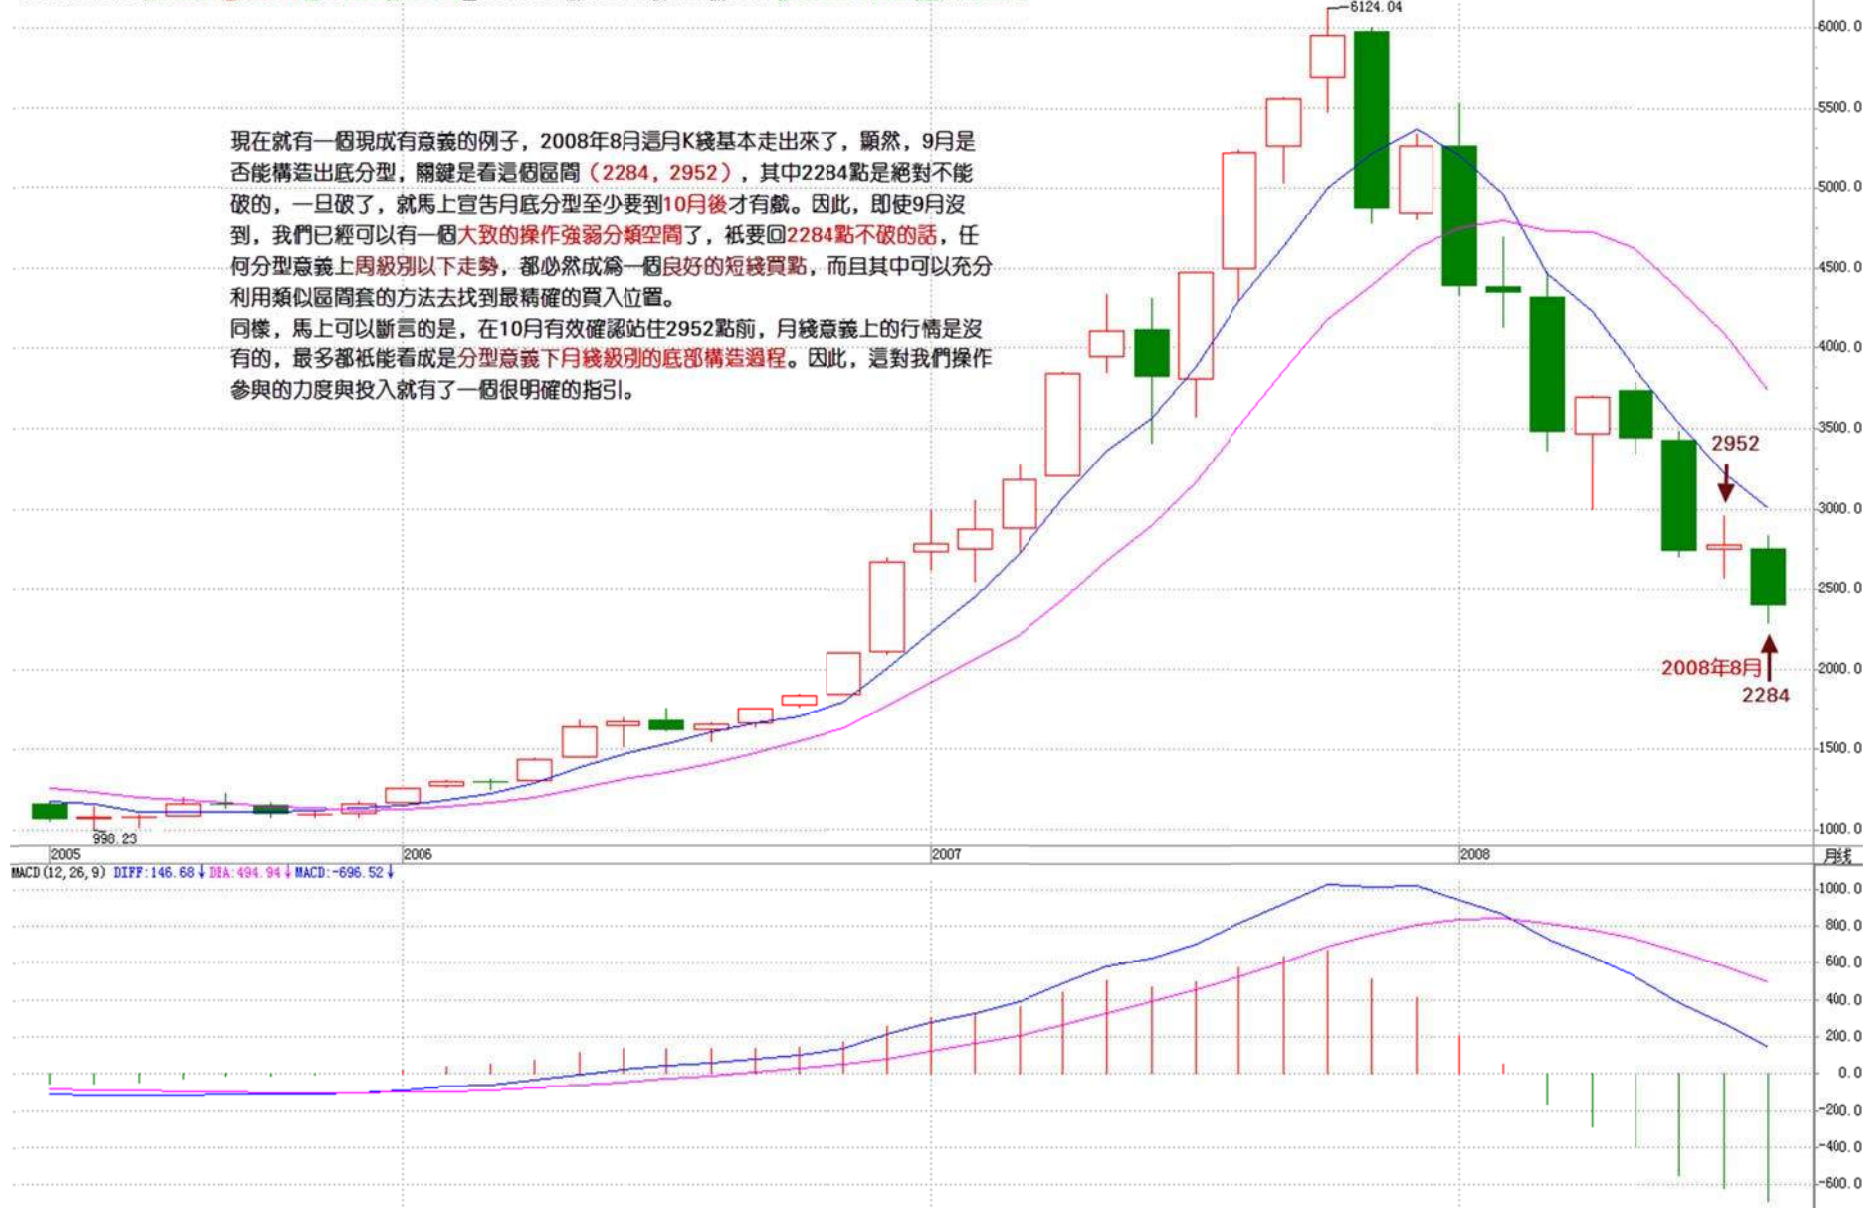 6124.04
6000.0
現在就有一個現成有意義的例子，2008年8月這月K綫基本走出來了，顯然，9月是
否能構造出底分型，關鍵是看這個區間（2284，2952），其中2284點是絕對不能
破的，一旦破了，就馬上宣告月底分型至少要到10月後才有戲。因此，即使9月沒
到，我們已經可以有一個大致的操作強弱分類空間了，衹要回2284點不破的話，任
何分型意義上周級別以下走勢，都必然成爲一個良好的短綫買點，而且其中可以充分
利用類似區間套的方法去找到最精確的買入位置。
同樣，馬上可以斷言的是，在10月有效確認站住2952點前，月綫意義上的行情是沒
有的，最多都衹能看成是分型意義下月綫級別的底部構造過程。因此，這對我們操作
參與的力度與投入就有了一個很明確的指引。
5500.0
5000.0
4500.0
4000.0
3500.0
2952
3000.0
2500.0
2000.0
2008年8月
2284
1500.0
1000.0
998.23
2005
2006
2007
2008
月线
MACD(12,26,9) DIFF:146.68↓ DEA:494.94↓ MACD:-696.52↓
1000.0
800.0
600.0
400.0
200.0
0.0
-200.0
-400.0
-600.0